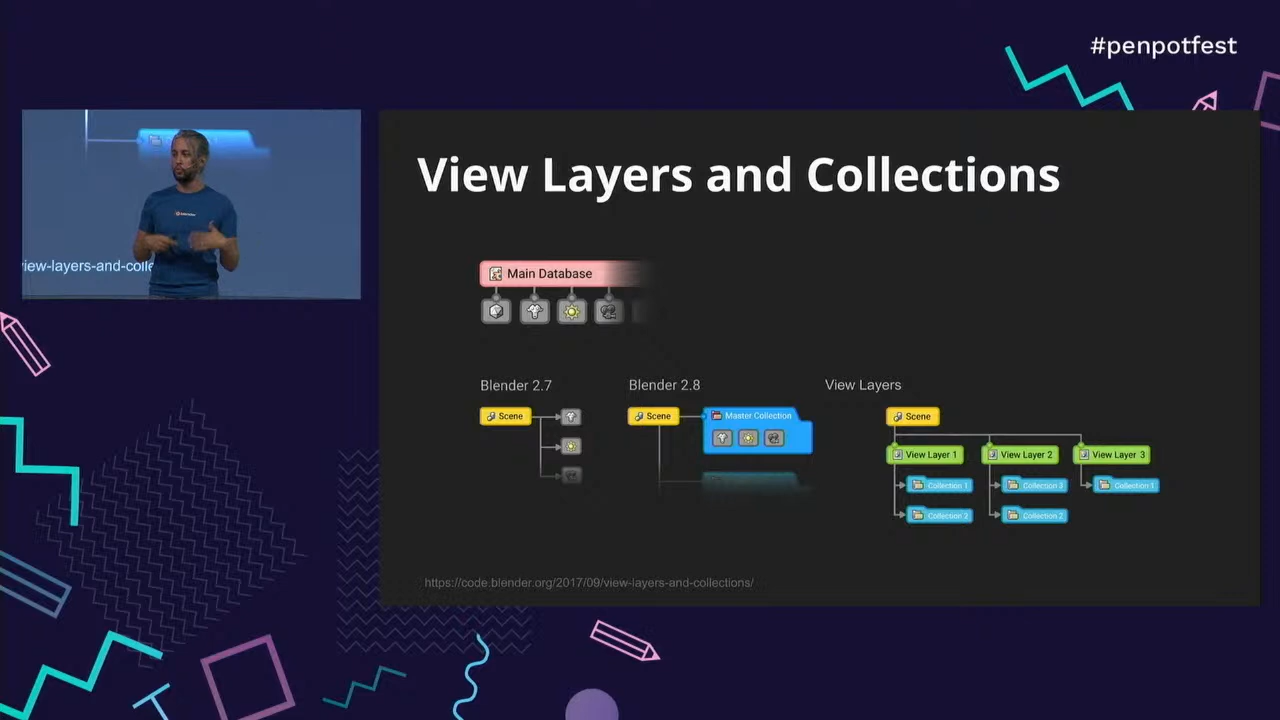 #penpotfest
view-layers-and-colle
View Layers and Collections
Main Database
Blender 2.7
Blender 2.8
View Layers
Scene
Scene
Master Collection
Scene
View Layer 1
View Layer 2
View Layer 3
Collection 1
Collection 3
Collection 1
Collection 2
Collection 2
https://code.blender.org/2017/09/view-layers-and-collections/